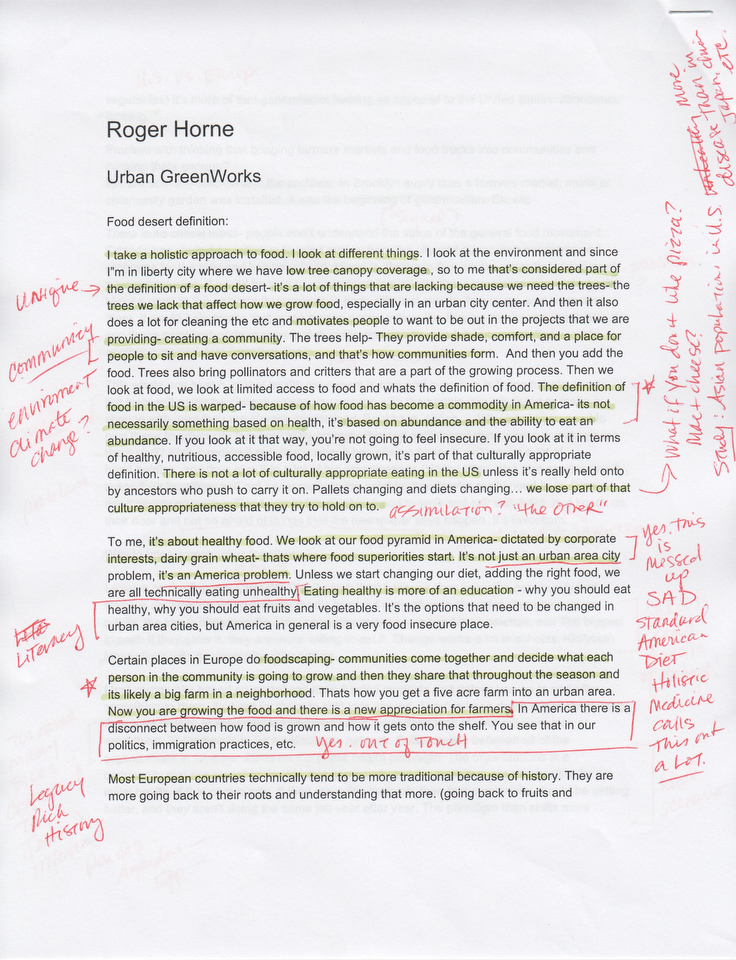 Roger Horne
Urban GreenWorks
Food desert definition:
I take a holistic approach to food. I look at different things. I look at the environment and since
I"m in liberty city where we have low tree canopy coverage , so to me that's considered part of
the definition of a food desert- it's a lot of things that are lacking because we need the trees- the
trees we lack that affect how we grow food, especially in an urban city center. And then it also
does a lot for cleaning the etc and motivates people to want to be out in the projects that we are
providing- creating a community. The trees help- They provide shade, comfort, and a place for
people to sit and have conversations, and that's how communities form.  And then you add the
food. Trees also bring pollinators and critters that are a part of the growing process. Then we
look at food, we look at limited access to food and whats the definition of food. The definition of
food in the US is warped- because of how food has become a commodity in America- its not
necessarily something based on health, it's based on abundance and the ability to eat an
abundance. If you look at it that way, you're not going to feel insecure. If you look at it in terms
of healthy, nutritious, accessible food, locally grown, it's part of that culturally appropriate
definition. There is not a lot of culturally appropriate eating in the US unless it's really held onto
by ancestors who push to carry it on. Pallets changing and diets changing… we lose part of that
culture appropriateness that they try to hold on to. assimilation? "the OTHER"
To me, it's about healthy food. We look at our food pyramid in America- dictated by corporate
interests, dairy grain wheat- thats where food superiorities start. It's not just an urban area city
problem, it's an America problem. Unless we start changing our diet, adding the right food, we
are all technically eating unhealthy. Eating healthy is more of an education - why you should eat
healthy, why you should eat fruits and vegetables. It's the options that need to be changed in
urban area cities, but America in general is a very food insecure place.
Certain places in Europe do foodscaping- communities come together and decide what each
person in the community is going to grow and then they share that throughout the season and
its likely a big farm in a neighborhood. Thats how you get a five acre farm into an urban area.
Now you are growing the food and there is a new appreciation for farmers. In America there is a
disconnect between how food is grown and how it gets onto the shelf. You see that in our
politics, immigration practices, etc. Yes. out of Touch
Most European countries technically tend to be more traditional because of history. They are
more going back to their roots and understanding that more. (going back to fruits and
unique
community
enviroment
climate
change?
Literacy
Legacy
Rich
History
What if you don't like pizza?
Mac + cheese?
Study: Asian populations in U.S. more
disease than in china
Japan, etc.
yes. this
is
messed
up
SAD
Standard
American
Diet
Holistic
Medicine
calls
This out
a LOT.